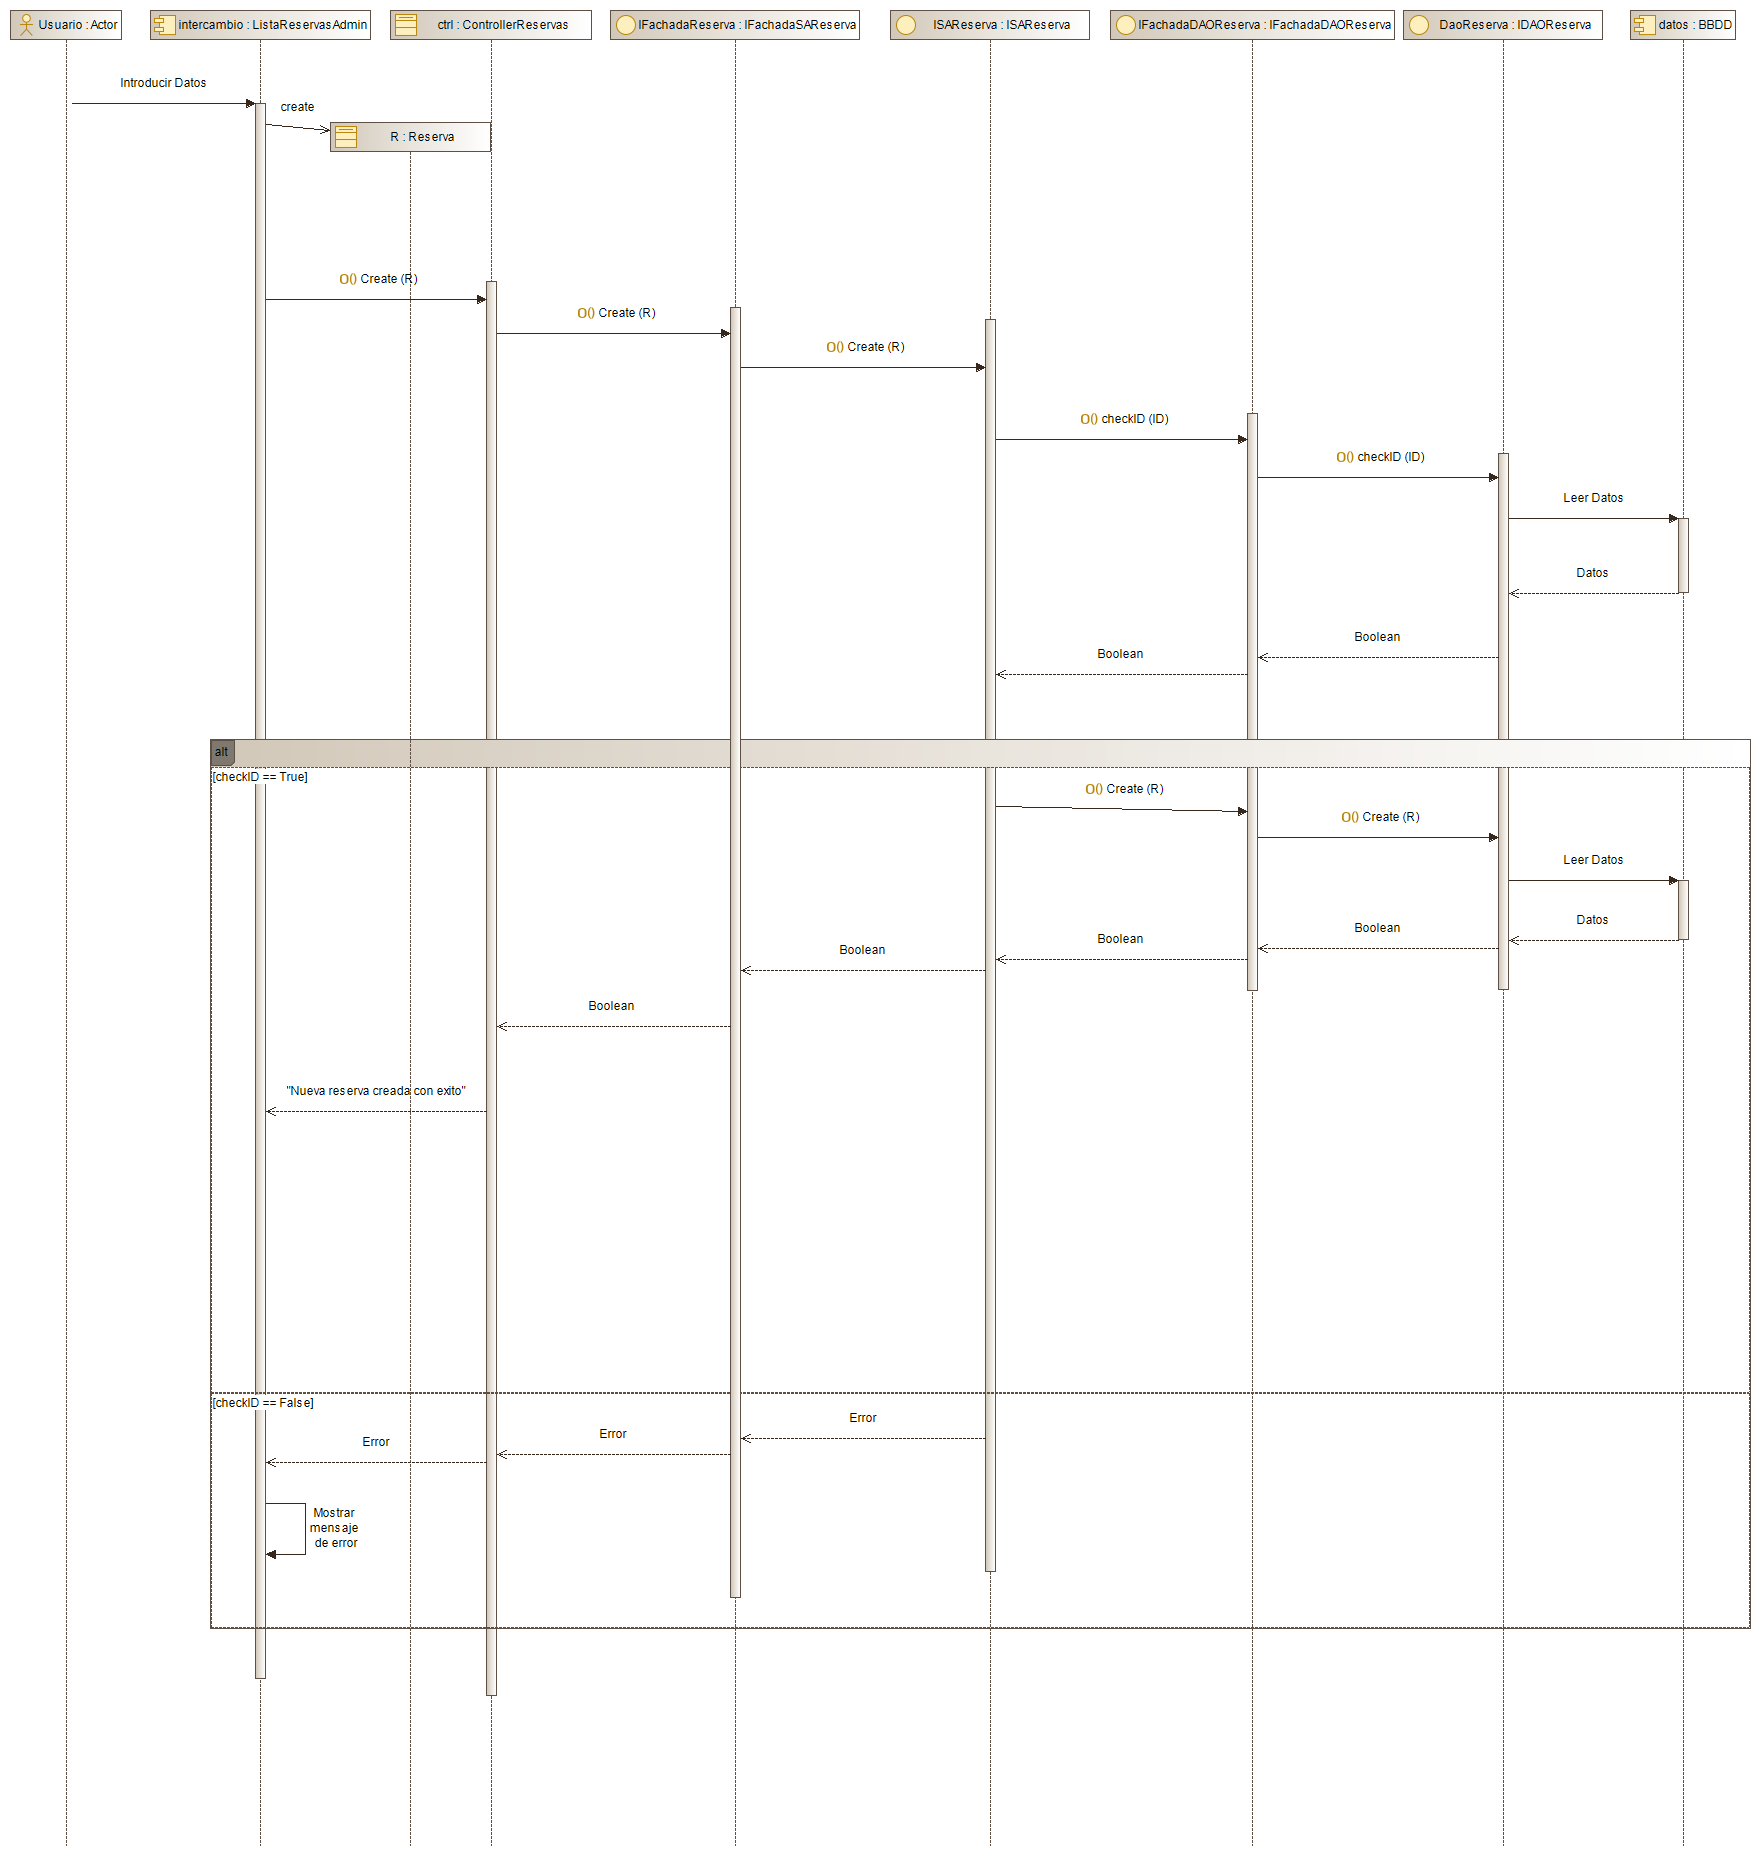 Usuario : Actor
intercambio : ListaReservasAdmin
ctrl : ControllerReservas
IFachadaReserva : IFachadaSAReserva
ISAReserva : ISAReserva
IFachadaDAOReserva : IFachadaDAOReserva
DaoReserva : IDAOReserva
datos : BBDD
Introducir Datos
create
R : Reserva
O() Create (R)
O() Create (R)
O() Create (R)
O() checkID (ID)
O() checkID (ID)
Leer Datos
Datos
Boolean
Boolean
alt
[checkID == True]
O() Create (R)
O() Create (R)
Leer Datos
Datos
Boolean
Boolean
Boolean
Boolean
"Nueva reserva creada con exito"
[checkID == False]
Error
Error
Error
Mostrar
mensaje
de error